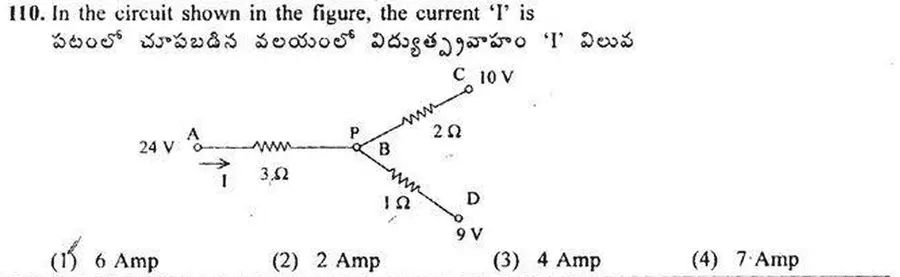 110. In the circuit shown in the figure, the current 'I' is
పటంలో చూపబడిన వలయంలో విద్యుత్ప్రవాహం 'I' విలువ
C 10 V
2 Ω
24 V A
P
B
I
3 Ω
1 Ω
D
9 V
(1) 6 Amp (2) 2 Amp (3) 4 Amp (4) 7 Amp